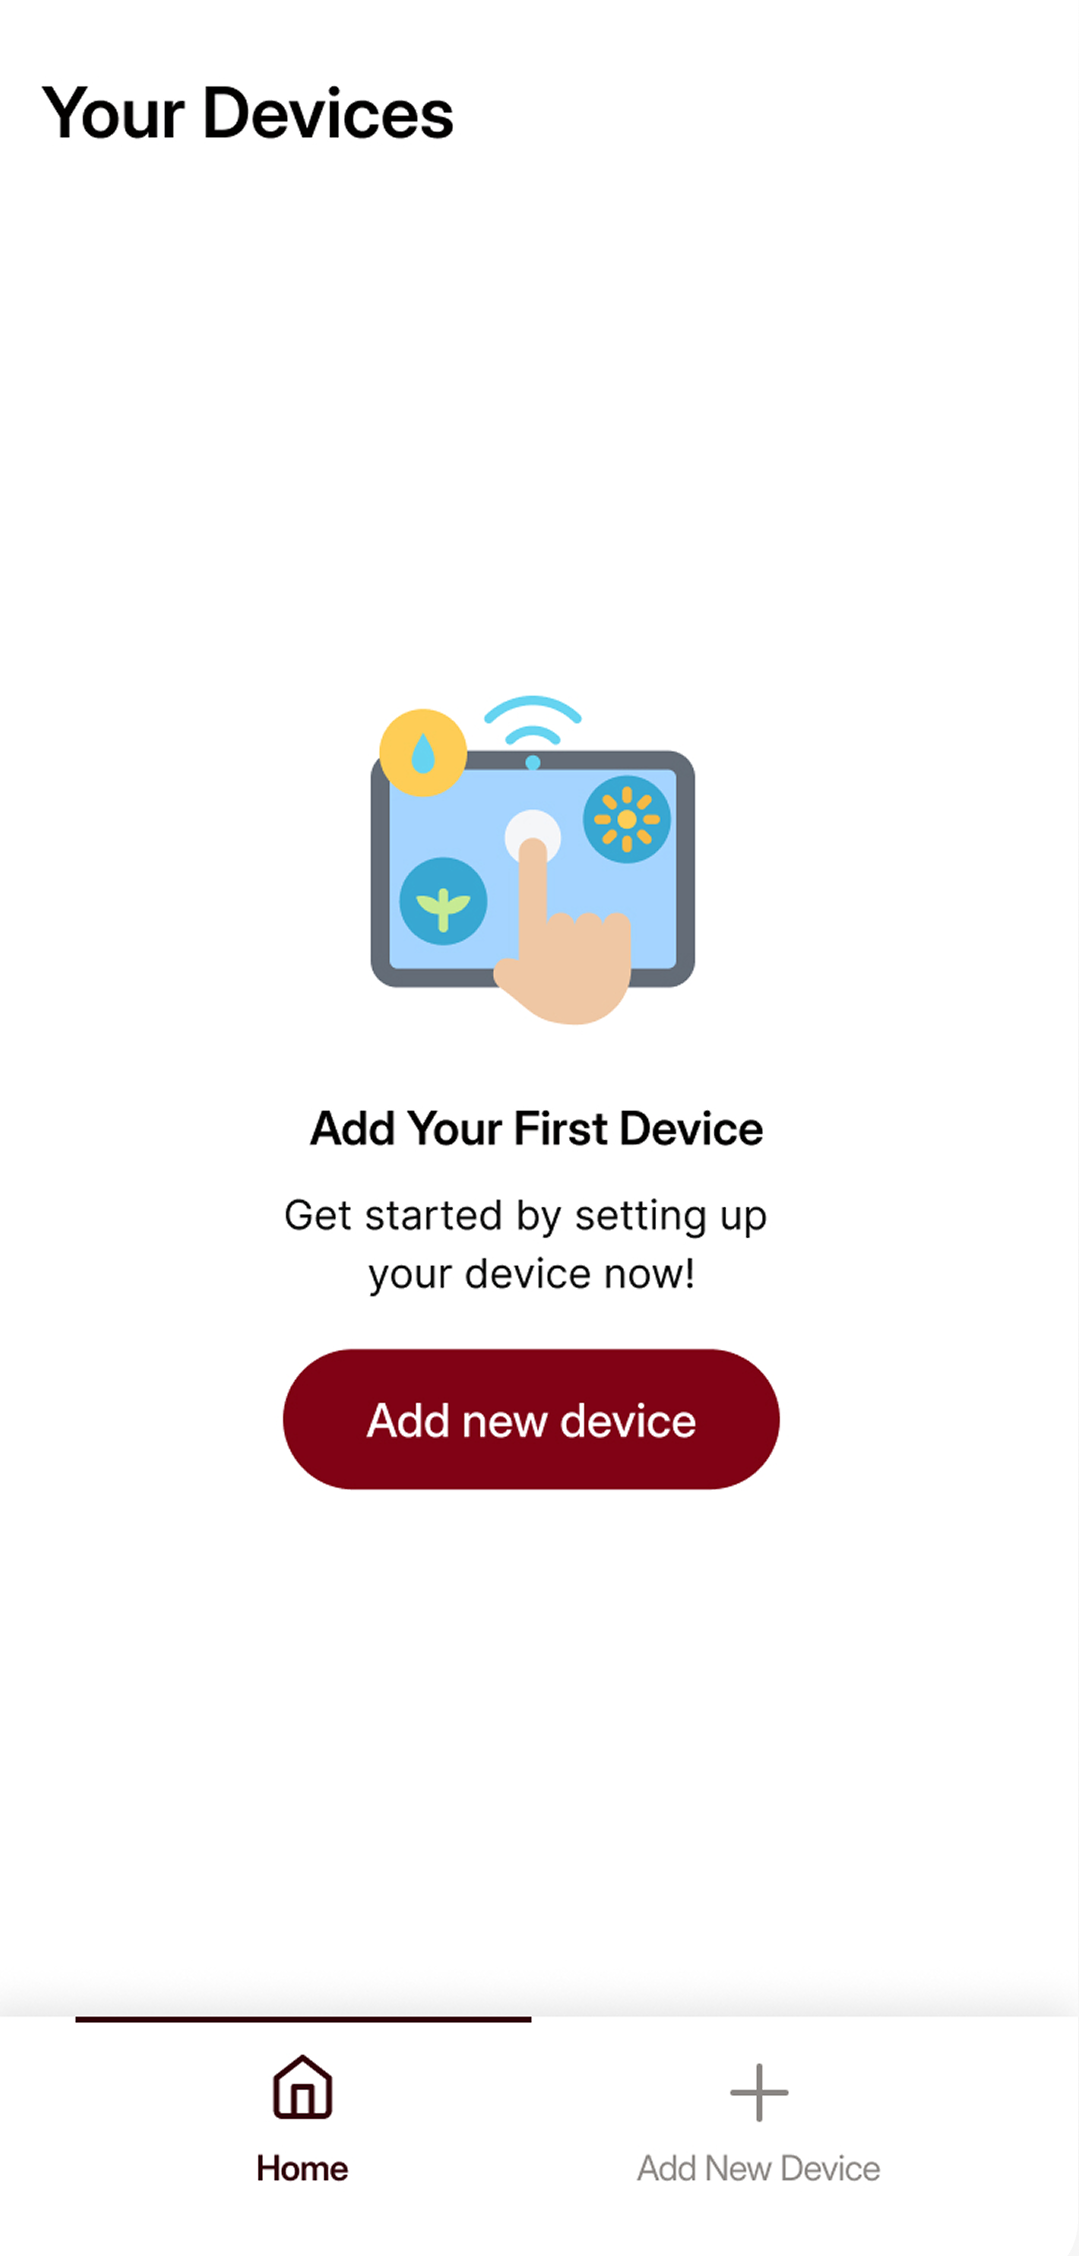 Your Devices
Add Your First Device
Get started by setting up
your device now!
Add new device
Home
Add New Device